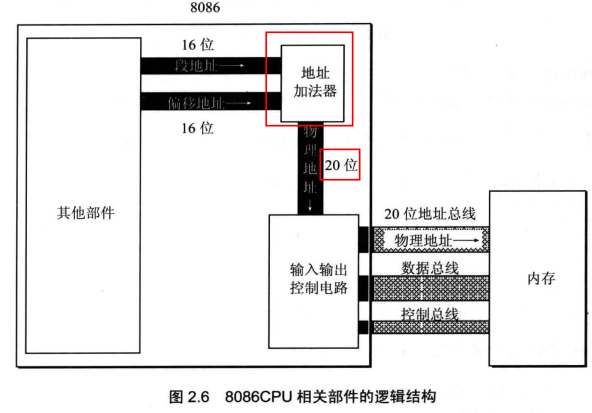 8086
16 位
段地址
偏移地址
16 位
地址
加法器
物
理
地
址
20 位
其他部件
输入输出
控制电路
20 位地址总线
物理地址
数据总线
控制总线
内存
图 2.6 8086CPU 相关部件的逻辑结构